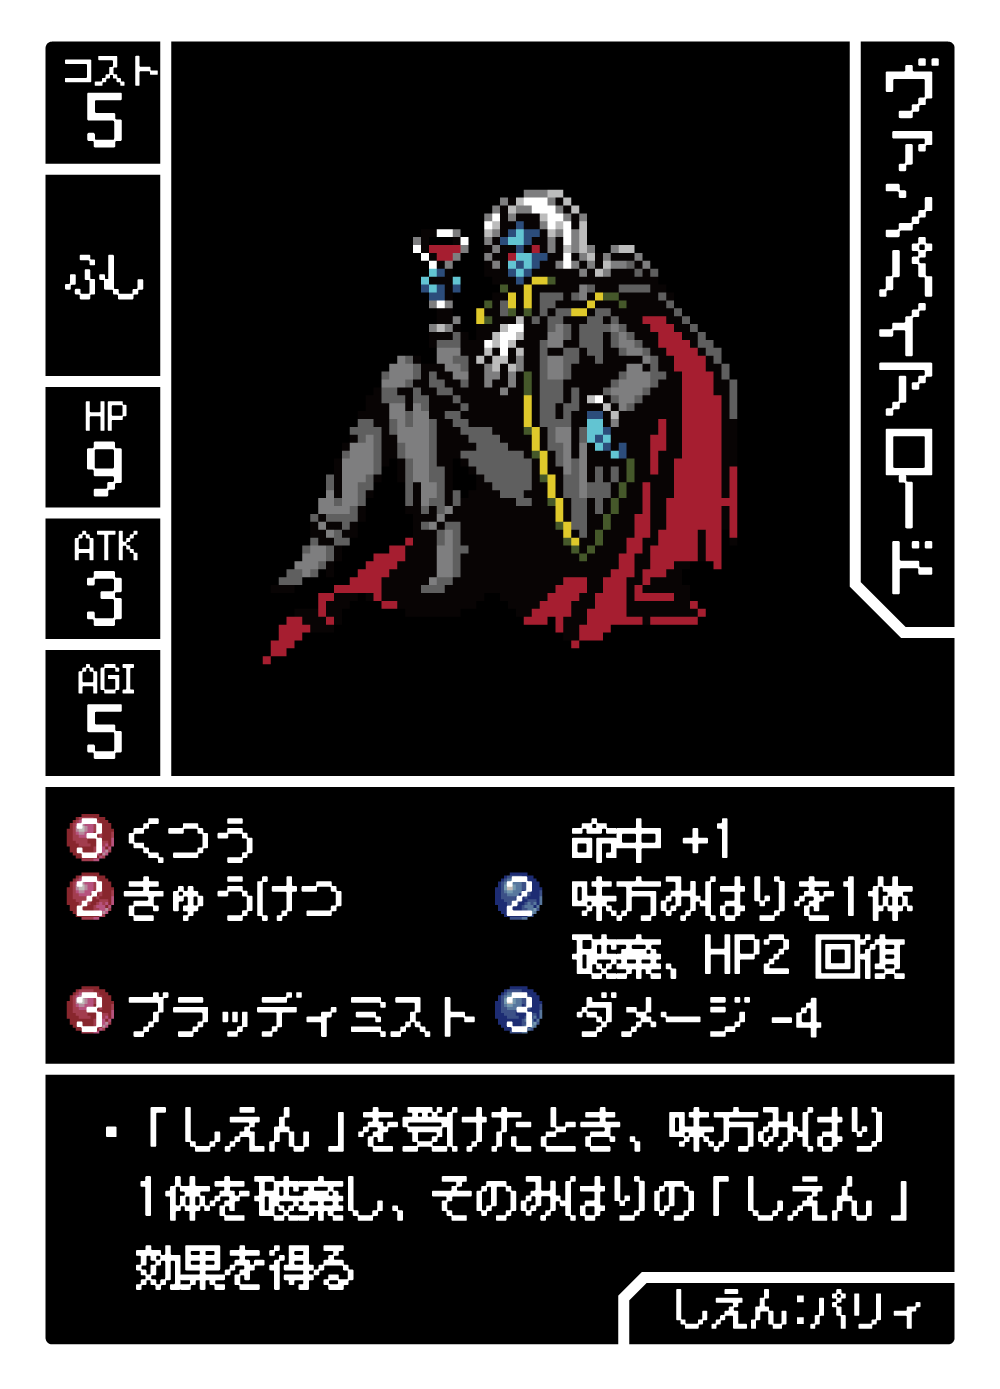 コスト
5
ふし
HP
9
ATK
3
AGI
5
ヴァンパイアロード
3 くつう 命中 +1
2 きゅうけつ 2 味方みはりを1体
破棄、HP2 回復
3 ブラッディミスト 3 ダメージ -4
・「しえん」を受けたとき、味方みはり
1体を破棄し、そのみはりの「しえん」
効果を得る
しえん:パリィ